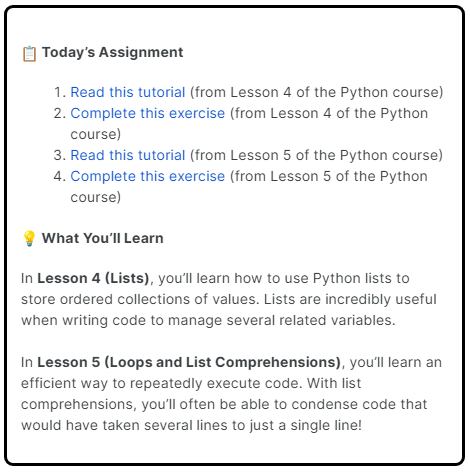 📋 Today’s Assignment
1. Read this tutorial (from Lesson 4 of the Python course)
2. Complete this exercise (from Lesson 4 of the Python
course)
3. Read this tutorial (from Lesson 5 of the Python course)
4. Complete this exercise (from Lesson 5 of the Python
course)
💡 What You’ll Learn
In Lesson 4 (Lists), you’ll learn how to use Python lists to
store ordered collections of values. Lists are incredibly useful
when writing code to manage several related variables.
In Lesson 5 (Loops and List Comprehensions), you’ll learn an
efficient way to repeatedly execute code. With list
comprehensions, you’ll often be able to condense code that
would have taken several lines to just a single line!